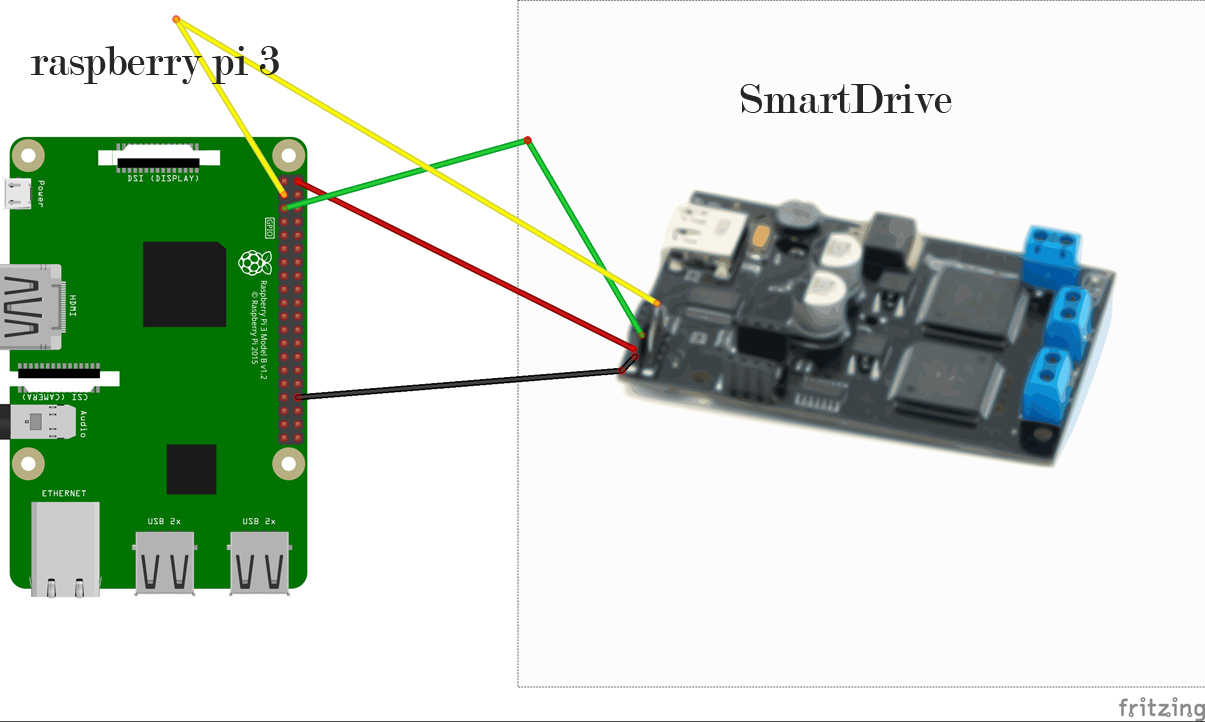 raspberry pi 3
SmartDrive
DSI (DISPLAY)
Power
GPIO
HDMI
Raspberry Pi 3 Model B v1.2
© Raspberry Pi 2015
CSI (CAMERA)
Audio
ETHERNET
USB 2x
USB 2x
fritzing